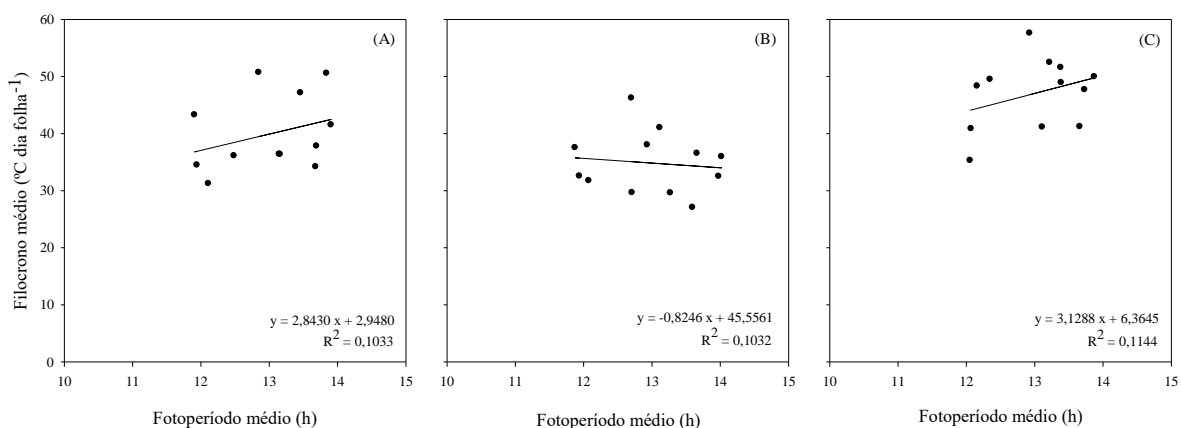 60
50
40
30
20
10
0
Filocrono médio (ºC dia folha-1)
(A)
y = 2,8430 x + 2,9480
R2 = 0,1033
10 11 12 13 14 15
Fotoperíodo médio (h)
(B)
y = -0,8246 x + 45,5561
R2 = 0,1032
10 11 12 13 14 15
Fotoperíodo médio (h)
(C)
y = 3,1288 x + 6,3645
R2 = 0,1144
10 11 12 13 14 15
Fotoperíodo médio (h)